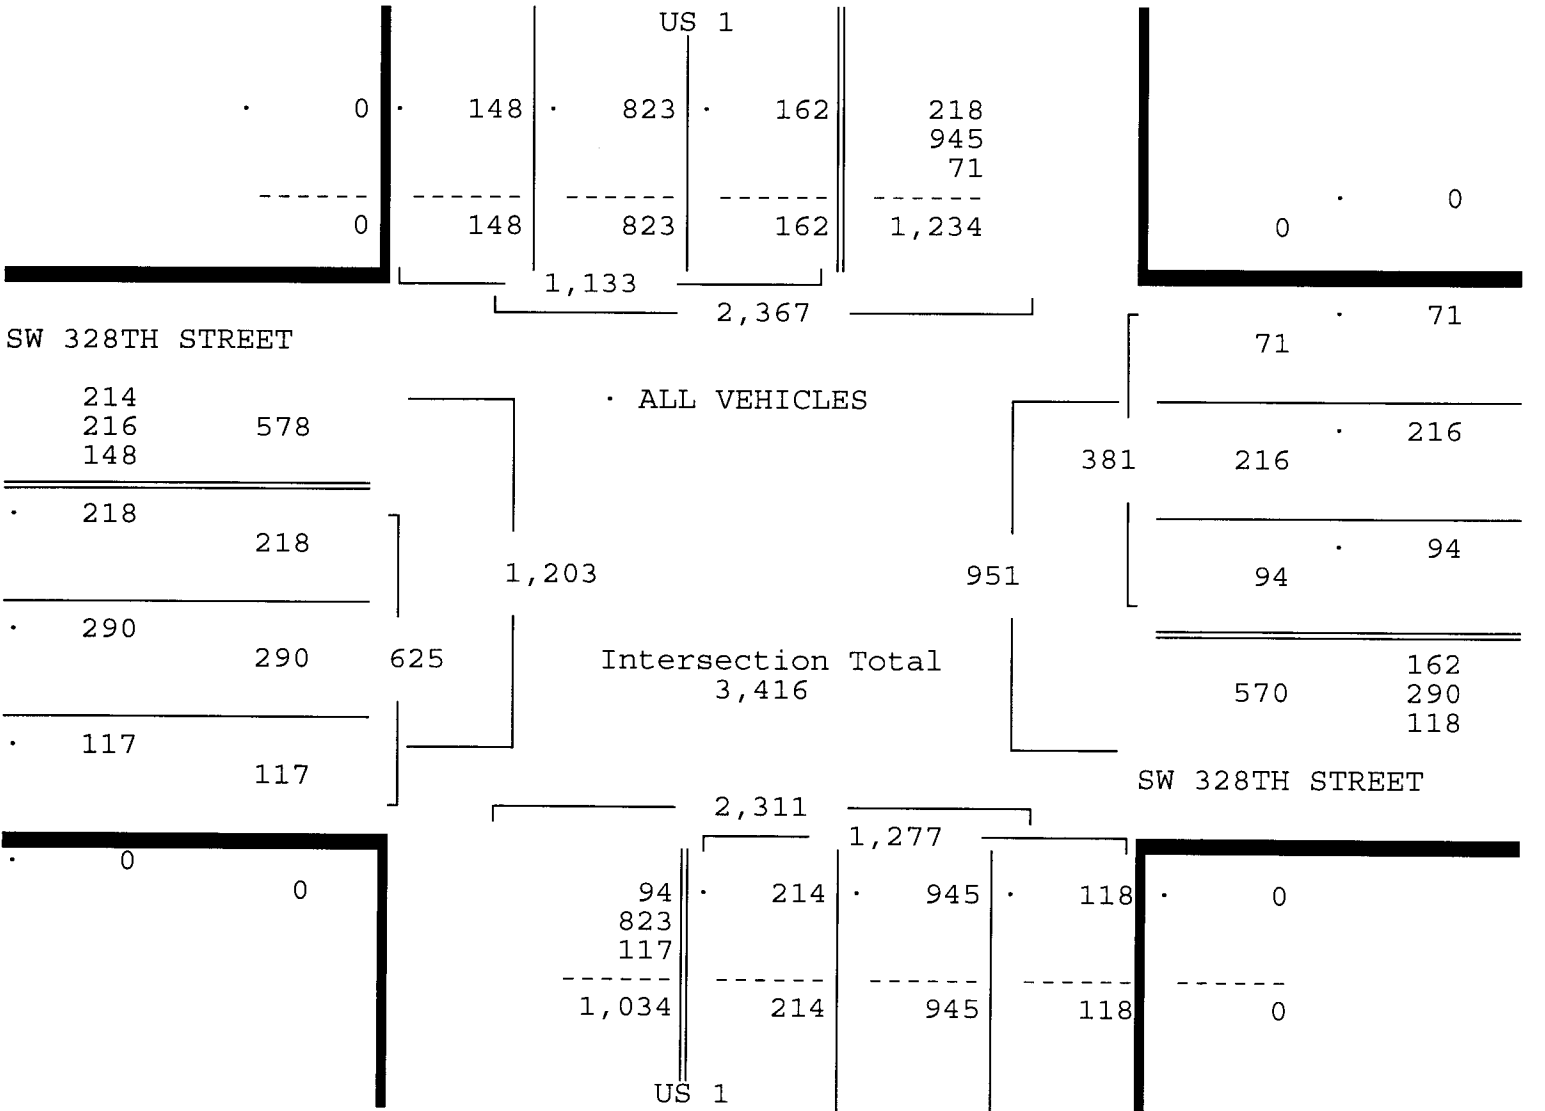 US 1
· 0 · 148 · 823 · 162 218
945
71
------ ------ ------ ------ ------
0 148 823 162 1,234
· 0
0
1,133
2,367
SW 328TH STREET
· 71
71
214
216 578
148
· ALL VEHICLES
· 216
381 216
· 218
218
· 94
94
1,203
951
· 290
290 625
Intersection Total
3,416
162
570 290
118
· 117
117
SW 328TH STREET
2,311
1,277
· 0
0
94 · 214 · 945 · 118 · 0
823
117
------ ------ ------ ------ ------
1,034 214 945 118 0
US 1